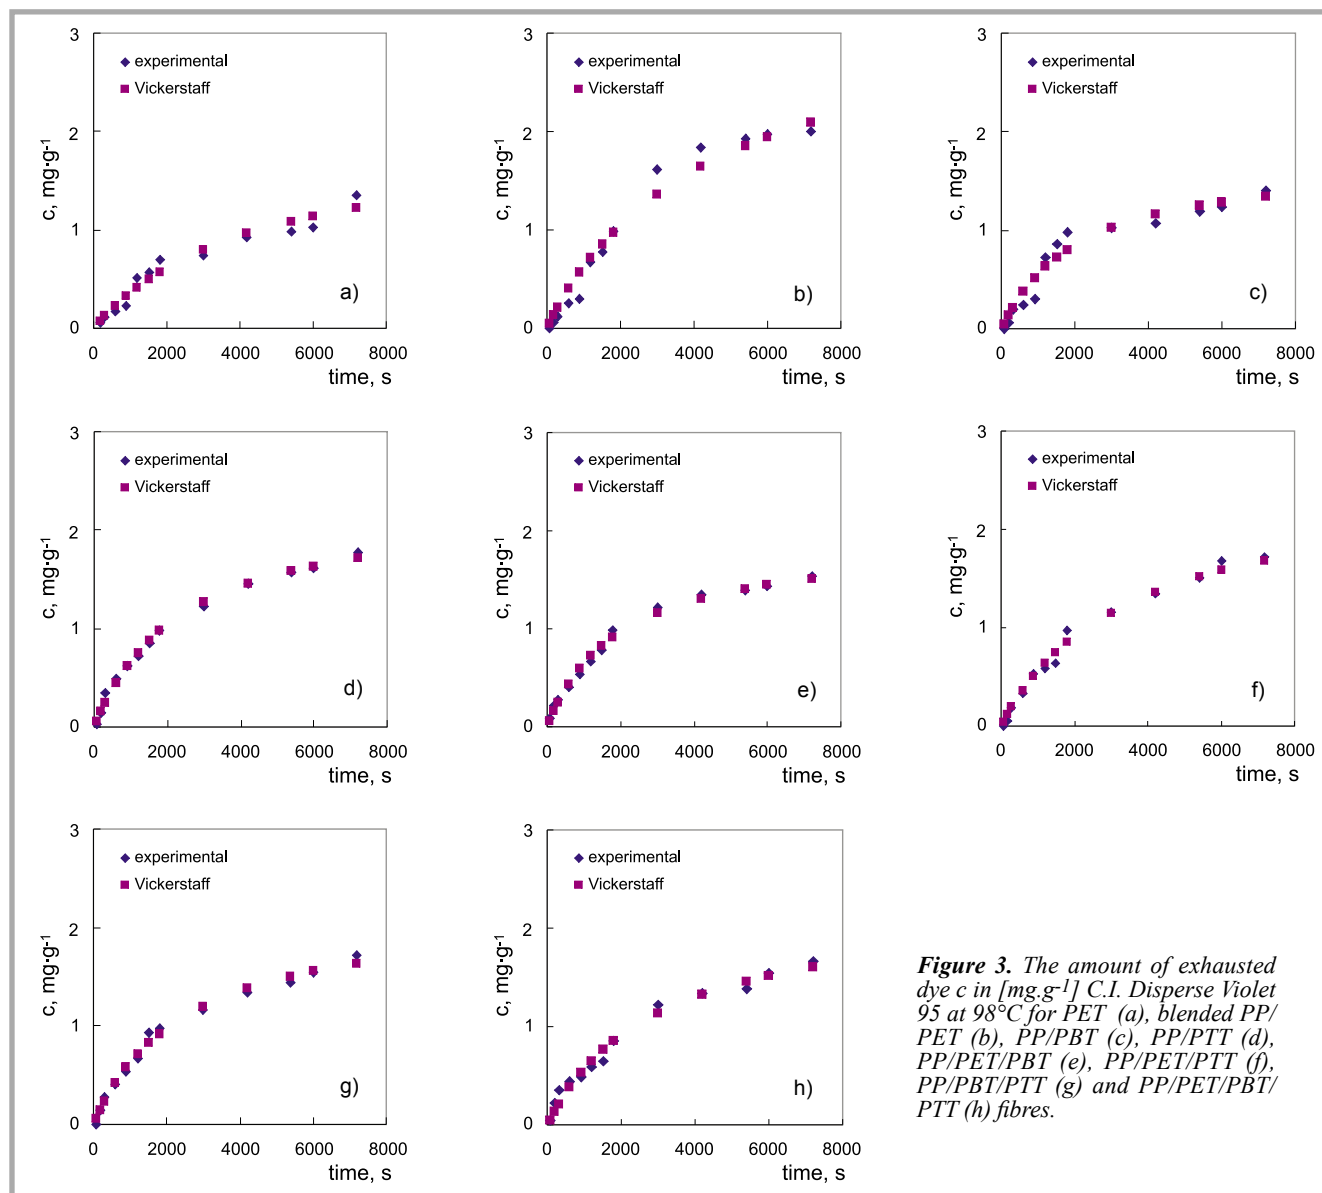 3
2
1
0
c, mg·g-1
experimental
Vickerstaff
a)
0 2000 4000 6000 8000
time, s
3
2
1
0
c, mg·g-1
experimental
Vickerstaff
b)
0 2000 4000 6000 8000
time, s
3
2
1
0
c, mg·g-1
experimental
Vickerstaff
c)
0 2000 4000 6000 8000
time, s
3
2
1
0
c, mg·g-1
experimental
Vickerstaff
d)
0 2000 4000 6000 8000
time, s
3
2
1
0
c, mg·g-1
experimental
Vickerstaff
e)
0 2000 4000 6000 8000
time, s
3
2
1
0
c, mg·g-1
experimental
Vickerstaff
f)
0 2000 4000 6000 8000
time, s
3
2
1
0
c, mg·g-1
experimental
Vickerstaff
g)
0 2000 4000 6000 8000
time, s
3
2
1
0
c, mg·g-1
experimental
Vickerstaff
h)
0 2000 4000 6000 8000
time, s
Figure 3. The amount of exhausted
dye c in [mg.g-1] C.I. Disperse Violet
95 at 98°C for PET (a), blended PP/
PET (b), PP/PBT (c), PP/PTT (d),
PP/PET/PBT (e), PP/PET/PTT (f),
PP/PBT/PTT (g) and PP/PET/PBT/
PTT (h) fibres.